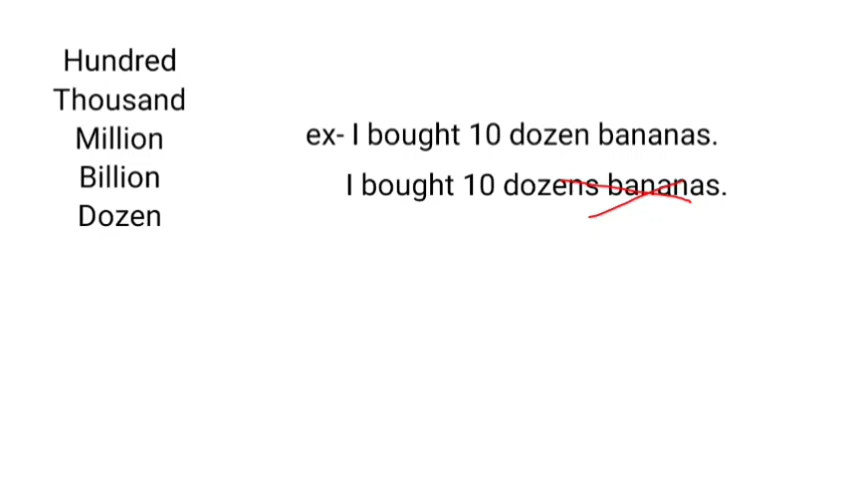 Hundred
Thousand
Million
Billion
Dozen
ex- I bought 10 dozen bananas.
I bought 10 dozens bananas.